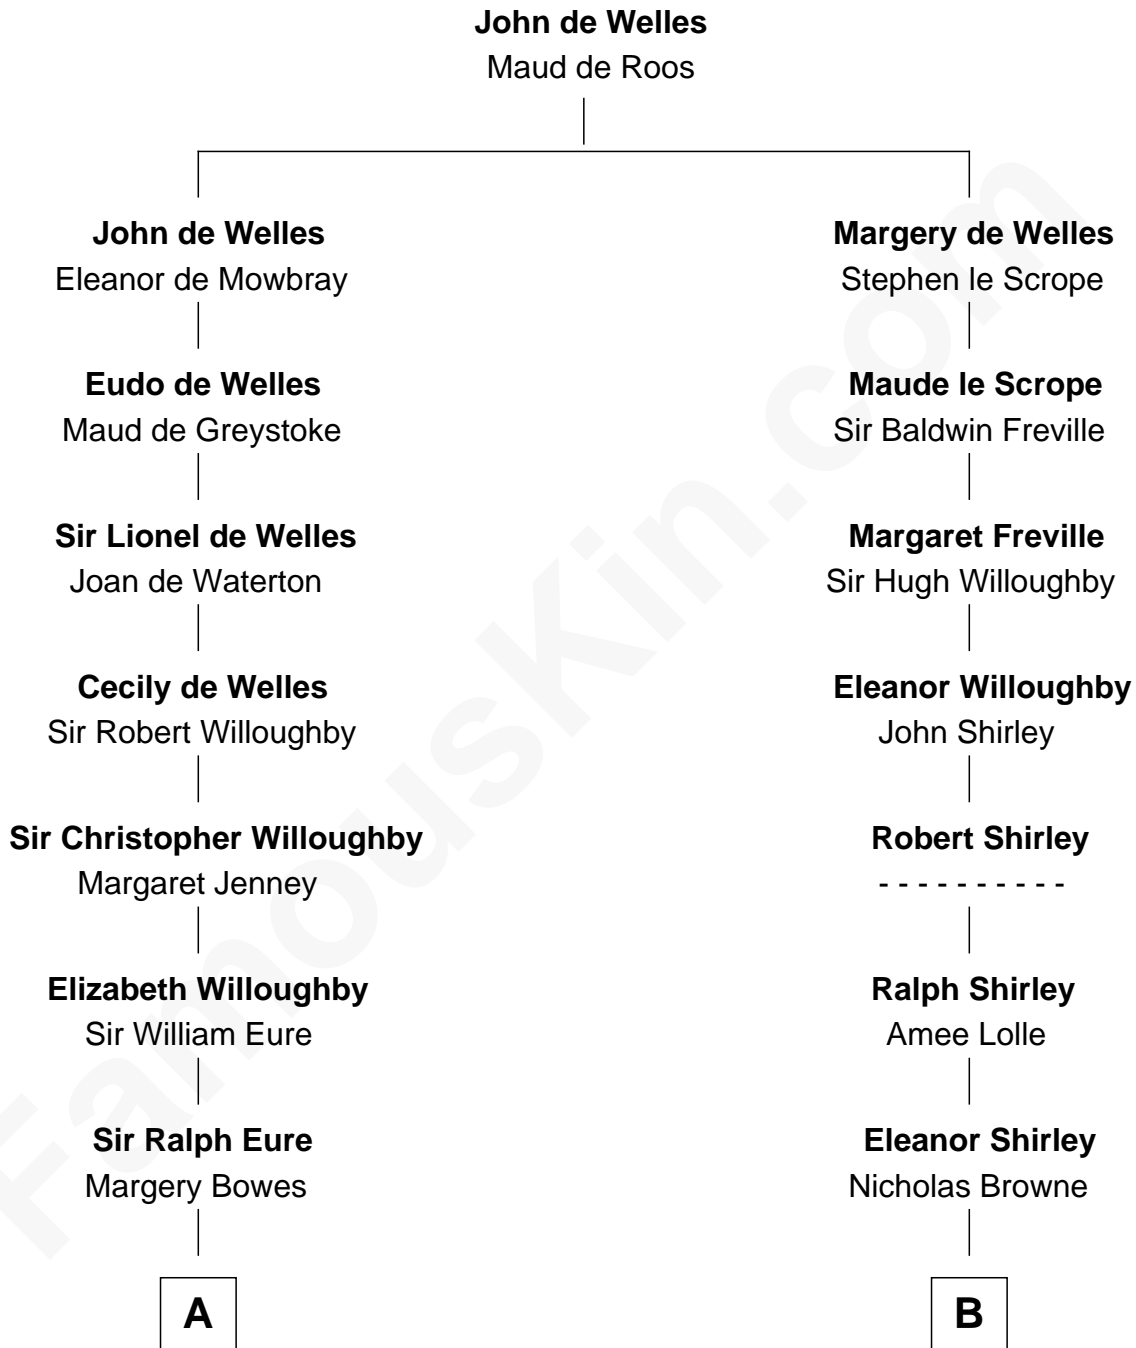 John de Welles
Maud de Roos
John de Welles
Eleanor de Mowbray
Margery de Welles
Stephen le Scrope
Eudo de Welles
Maud de Greystoke
Maude le Scrope
Sir Baldwin Freville
Sir Lionel de Welles
Joan de Waterton
Margaret Freville
Sir Hugh Willoughby
Cecily de Welles
Sir Robert Willoughby
Eleanor Willoughby
John Shirley
Sir Christopher Willoughby
Margaret Jenney
Robert Shirley
- - - - - - - - - -
Elizabeth Willoughby
Sir William Eure
Ralph Shirley
Amee Lolle
Sir Ralph Eure
Margery Bowes
Eleanor Shirley
Nicholas Browne
A
B
FamousKin.com